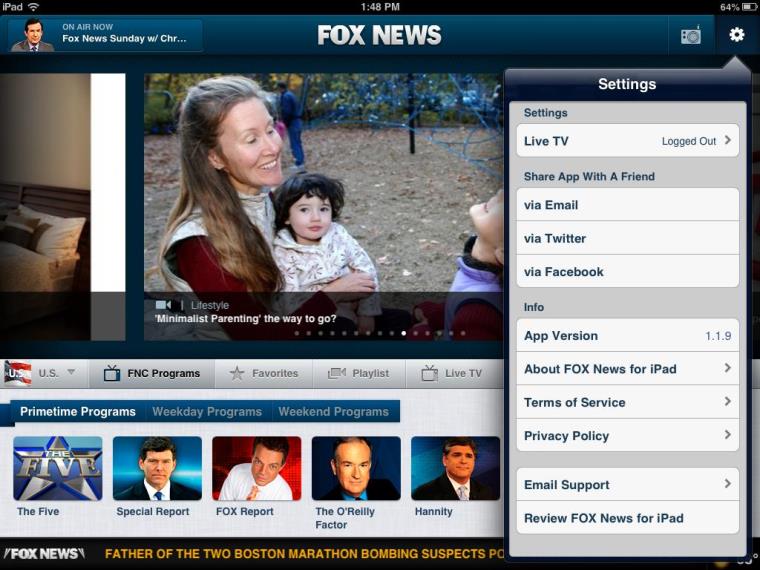 iPad
1:48 PM
64%
ON AIR NOW
Fox News Sunday w/ Chr...
FOX NEWS
Settings
Settings
Live TV Logged Out
Share App With A Friend
via Email
via Twitter
via Facebook
Info
App Version 1.1.9
About FOX News for iPad
Terms of Service
Privacy Policy
Email Support
Review FOX News for iPad
Lifestyle
'Minimalist Parenting' the way to go?
U.S. U.S. FNC Programs Favorites Playlist Live TV
Primetime Programs Weekday Programs Weekend Programs
THE
FIVE
The Five
Special Report
FOX Report
The O'Reilly
Factor
Hannity
FOX NEWS FATHER OF THE TWO BOSTON MARATHON BOMBING SUSPECTS